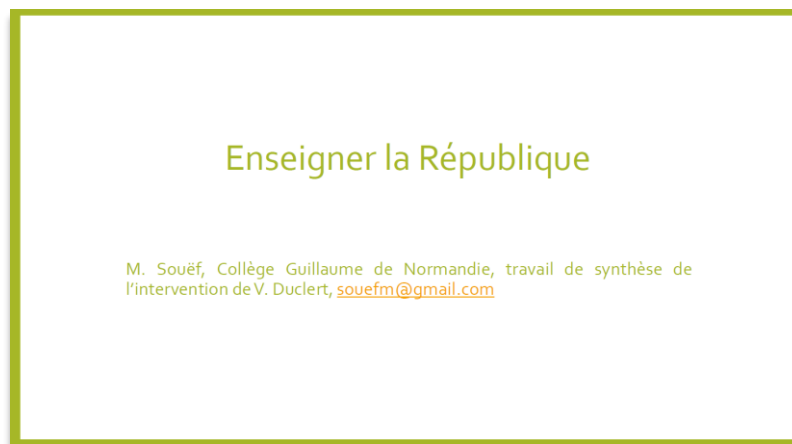 Enseigner la République
M. Souëf, Collège Guillaume de Normandie, travail de synthèse de
l'intervention de V. Duclert, souefm@gmail.com